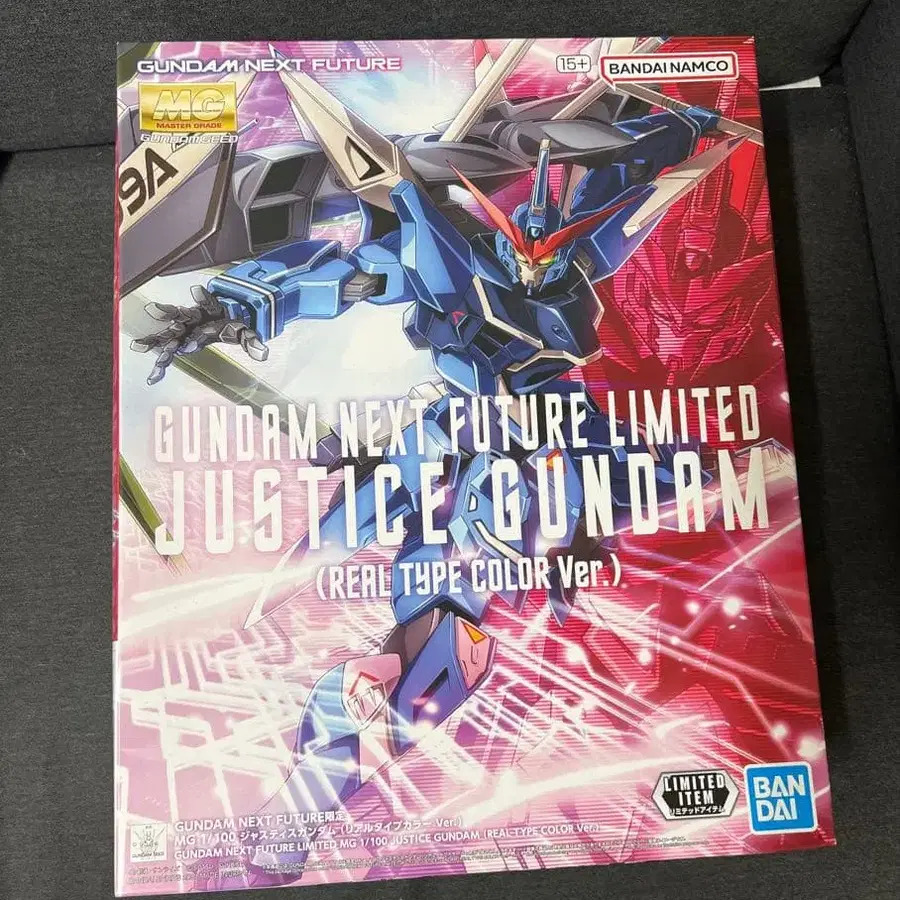 GUNDAM NEXT FUTURE
15+
BANDAI NAMCO
MG
MASTER GRADE
GUNDAM SEED
09A
GUNDAM NEXT FUTURE LIMITED
JUSTICE GUNDAM
(REAL TYPE COLOR Ver.)
LIMITED
ITEM
リミテッドアイテム
BAN
DAI
GUNDAM NEXT FUTURE限定
MG 1/100 ジャスティスガンダム (リアルタイプカラー Ver.)
GUNDAM NEXT FUTURE LIMITED MG 1/100 JUSTICE GUNDAM (REAL TYPE COLOR Ver.)